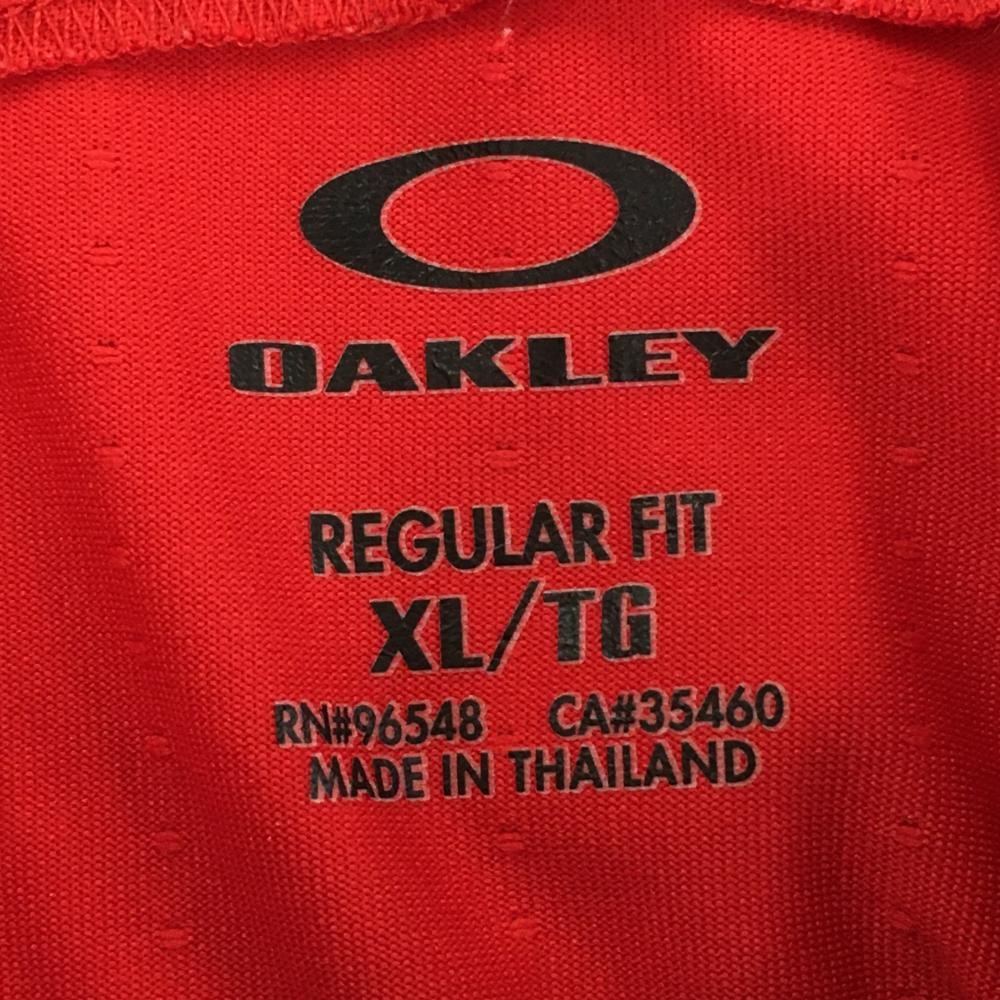 OAKLEY
REGULAR FIT
XL/TG
RN#96548 CA#35460
MADE IN THAILAND